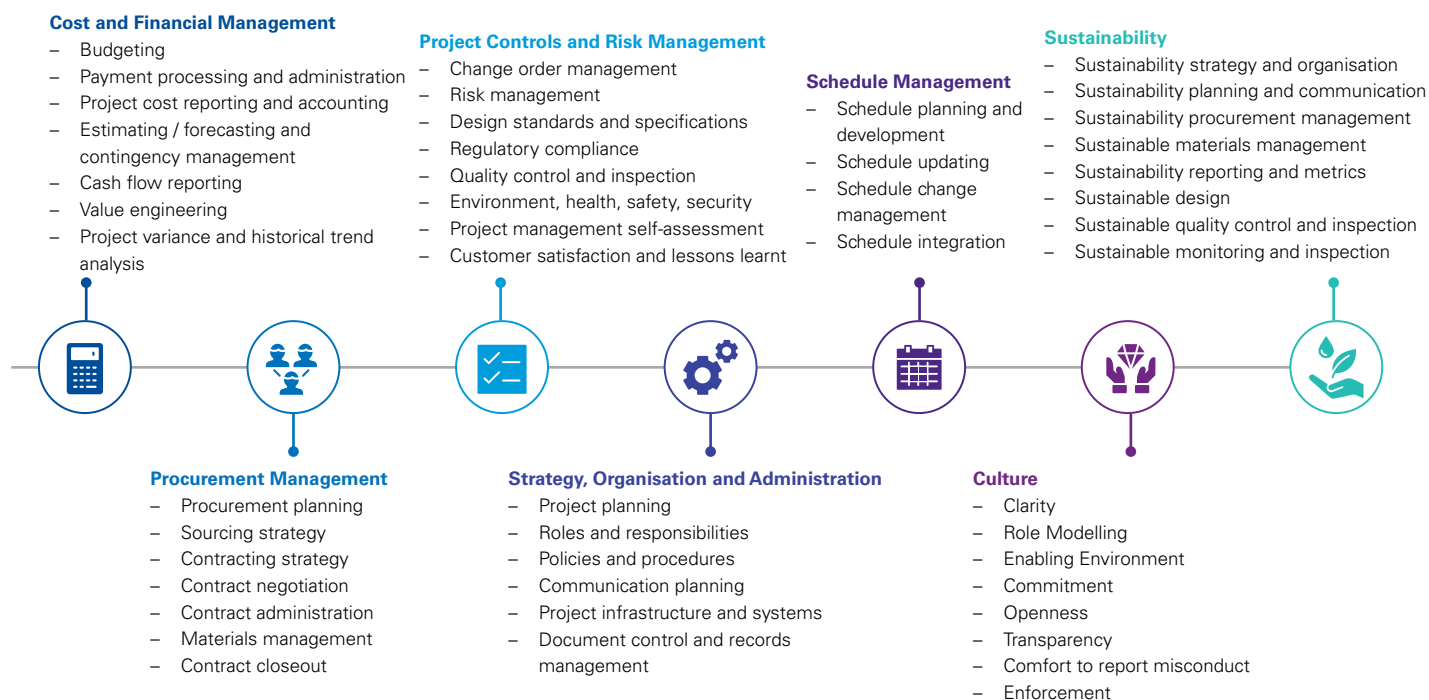 Cost and Financial Management
– Budgeting
– Payment processing and administration
– Project cost reporting and accounting
– Estimating / forecasting and
contingency management
– Cash flow reporting
– Value engineering
– Project variance and historical trend
analysis
Project Controls and Risk Management
– Change order management
– Risk management
– Design standards and specifications
– Regulatory compliance
– Quality control and inspection
– Environment, health, safety, security
– Project management self-assessment
– Customer satisfaction and lessons learnt
Schedule Management
– Schedule planning and
development
– Schedule updating
– Schedule change
management
– Schedule integration
Sustainability
– Sustainability strategy and organisation
– Sustainability planning and communication
– Sustainability procurement management
– Sustainable materials management
– Sustainability reporting and metrics
– Sustainable design
– Sustainable quality control and inspection
– Sustainable monitoring and inspection
Procurement Management
– Procurement planning
– Sourcing strategy
– Contracting strategy
– Contract negotiation
– Contract administration
– Materials management
– Contract closeout
Strategy, Organisation and Administration
– Project planning
– Roles and responsibilities
– Policies and procedures
– Communication planning
– Project infrastructure and systems
– Document control and records
management
Culture
– Clarity
– Role Modelling
– Enabling Environment
– Commitment
– Openness
– Transparency
– Comfort to report misconduct
– Enforcement